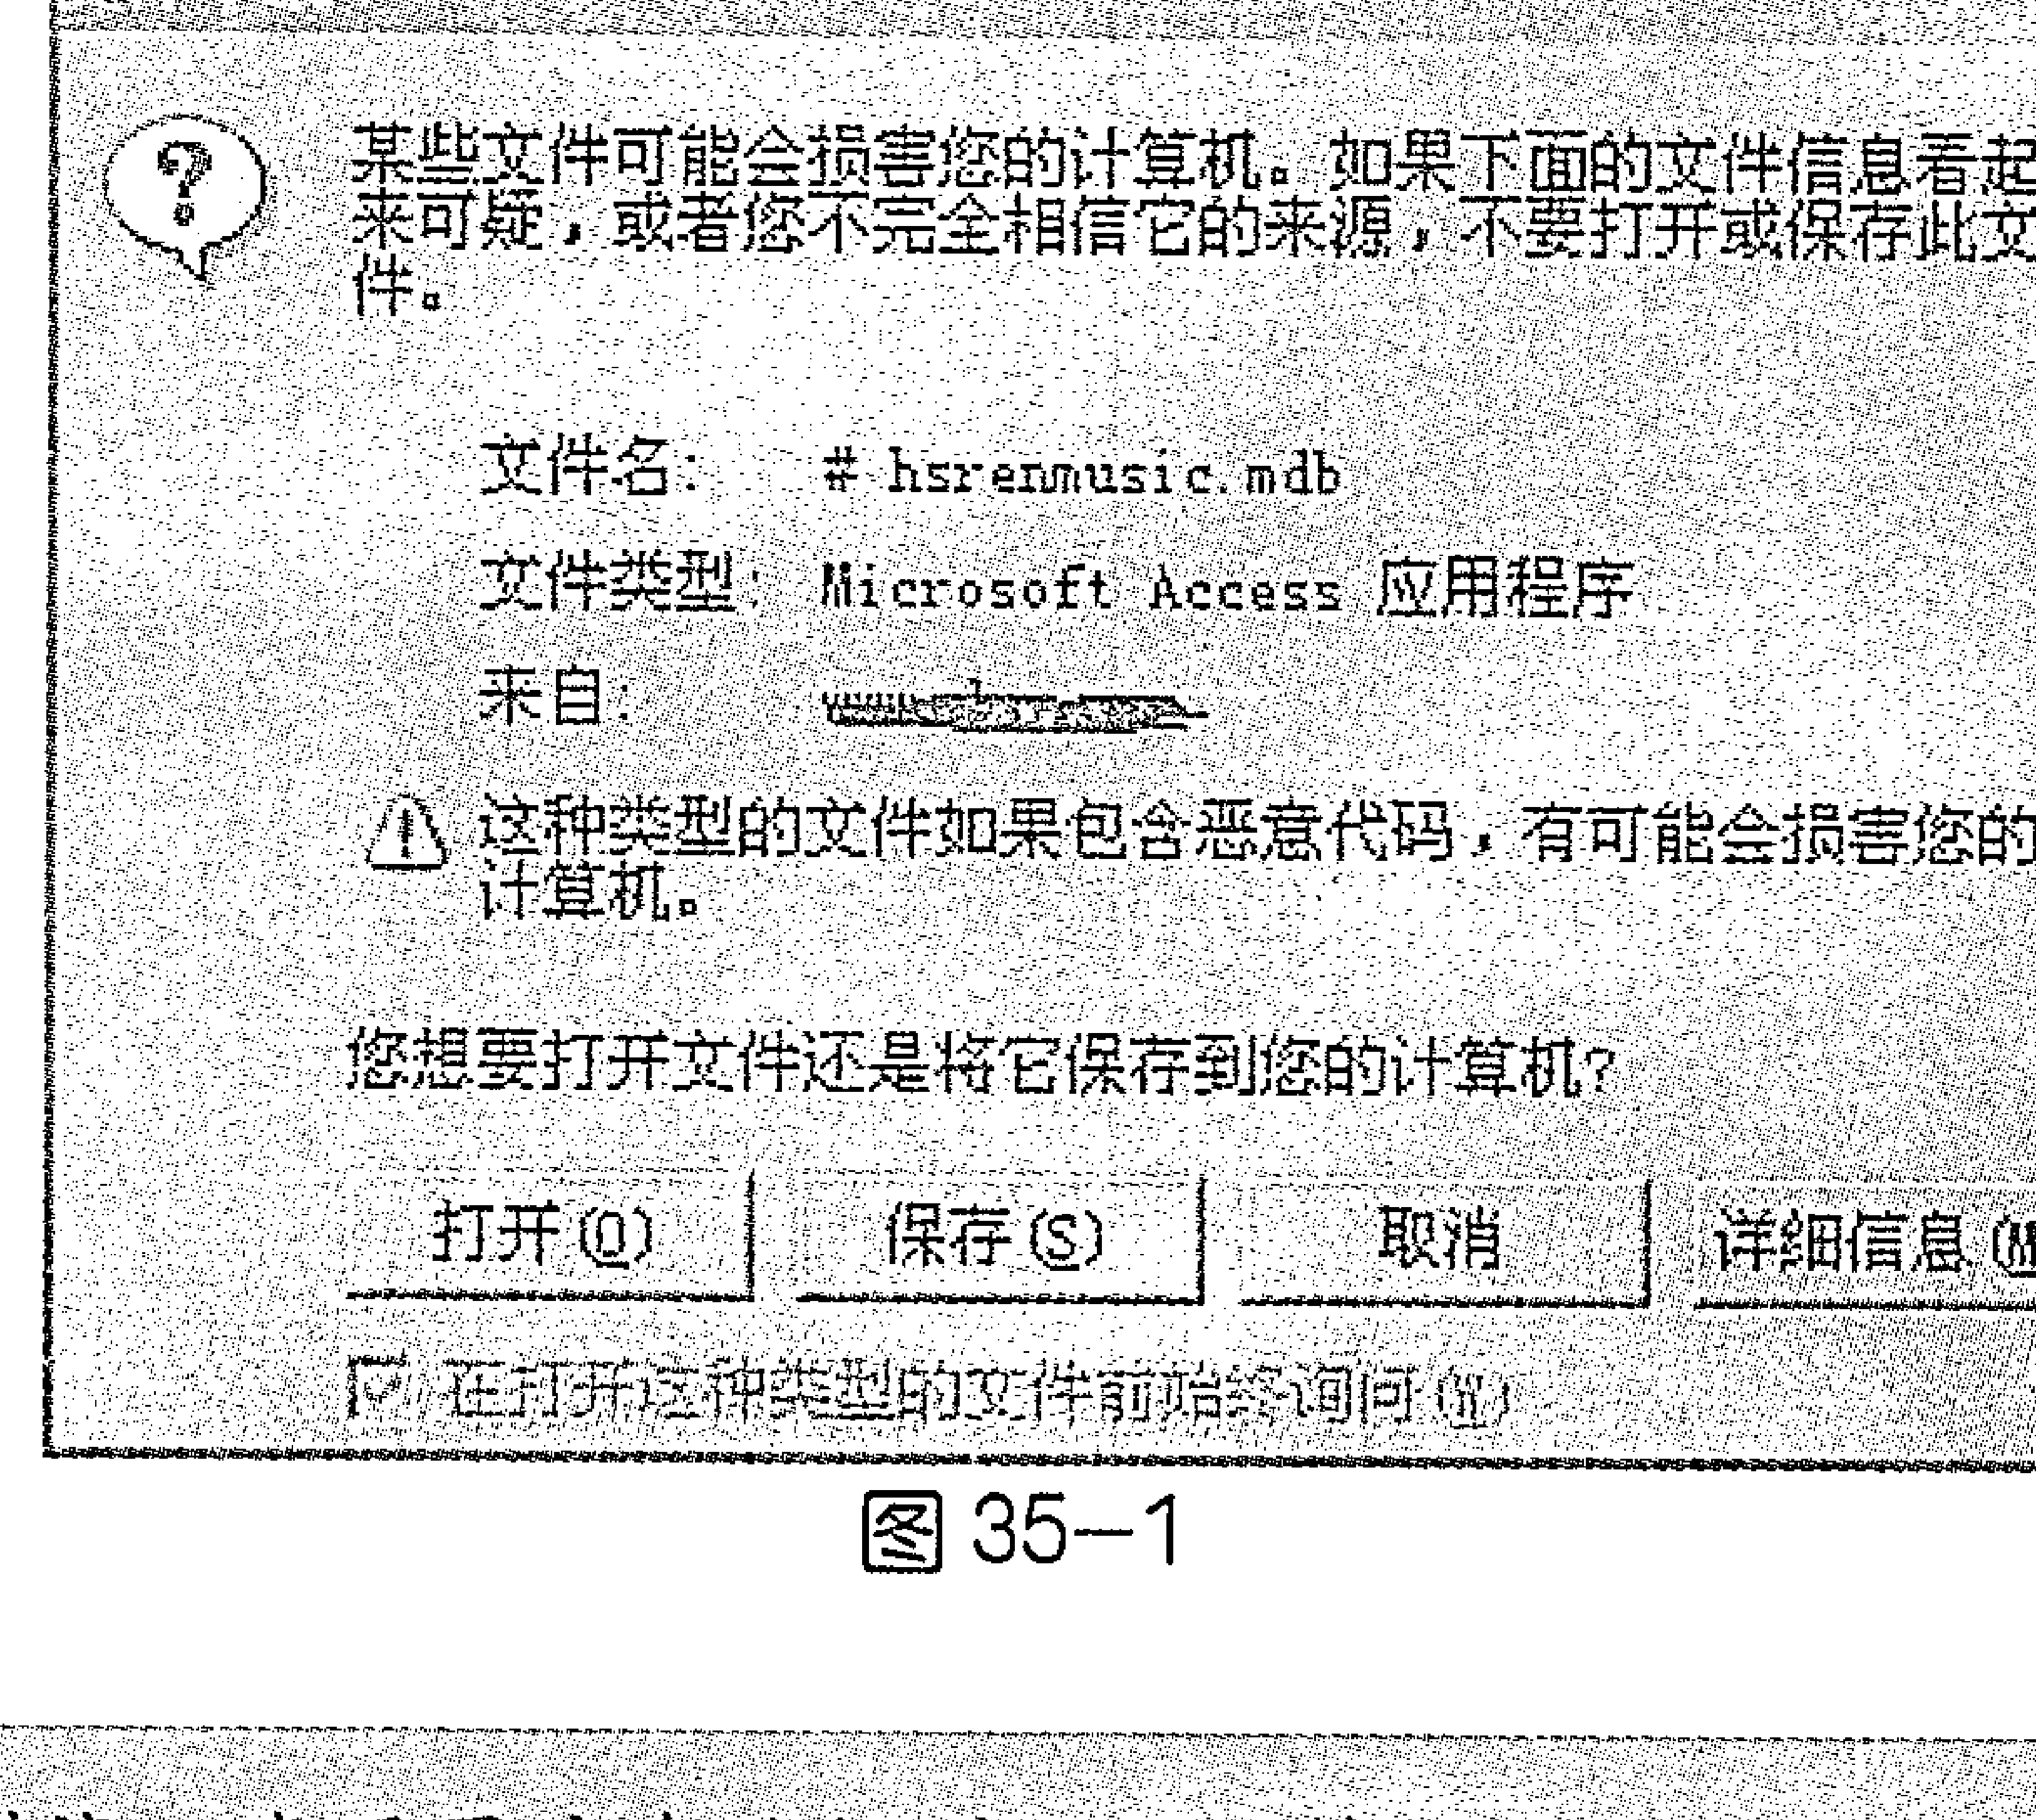 某些文件可能会损害您的计算机。如果下面的文件信息看起
来可疑，或者您不完全相信它的来源，不要打开或保存此文
件。
文件名： # hsrenmusic.mdb
文件类型： Microsoft Access 应用程序
来自：
这种类型的文件如果包含恶意代码，有可能会损害您的
计算机。
您想要打开文件还是将它保存到您的计算机？
打开(O) 保存(S) 取消 详细信息(M
在打开这种类型的文件前始终询问(W)
图 35-1